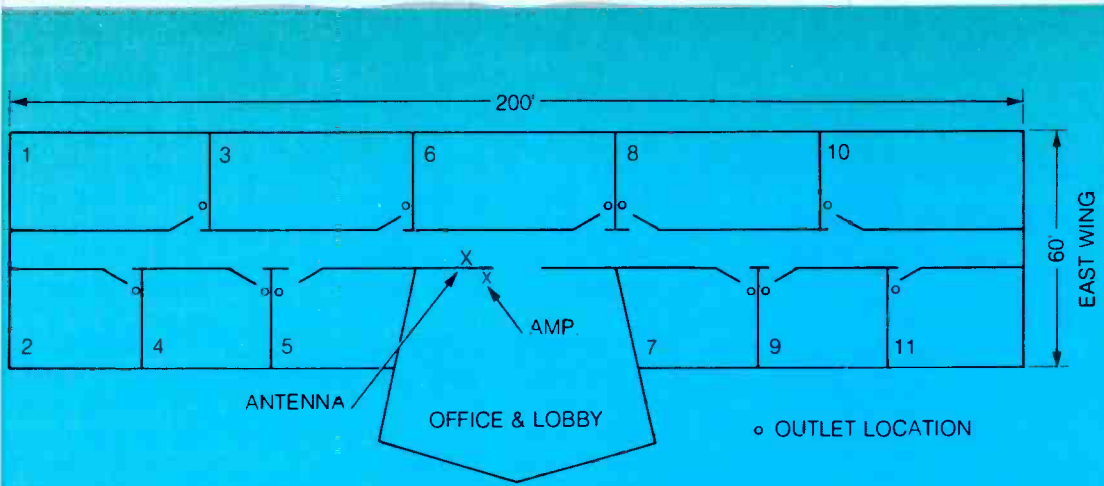 200'
1 3 6 8 10
60'
EAST WING
2 4 5 7 9 11
AMP.
ANTENNA
OFFICE & LOBBY
OUTLET LOCATION